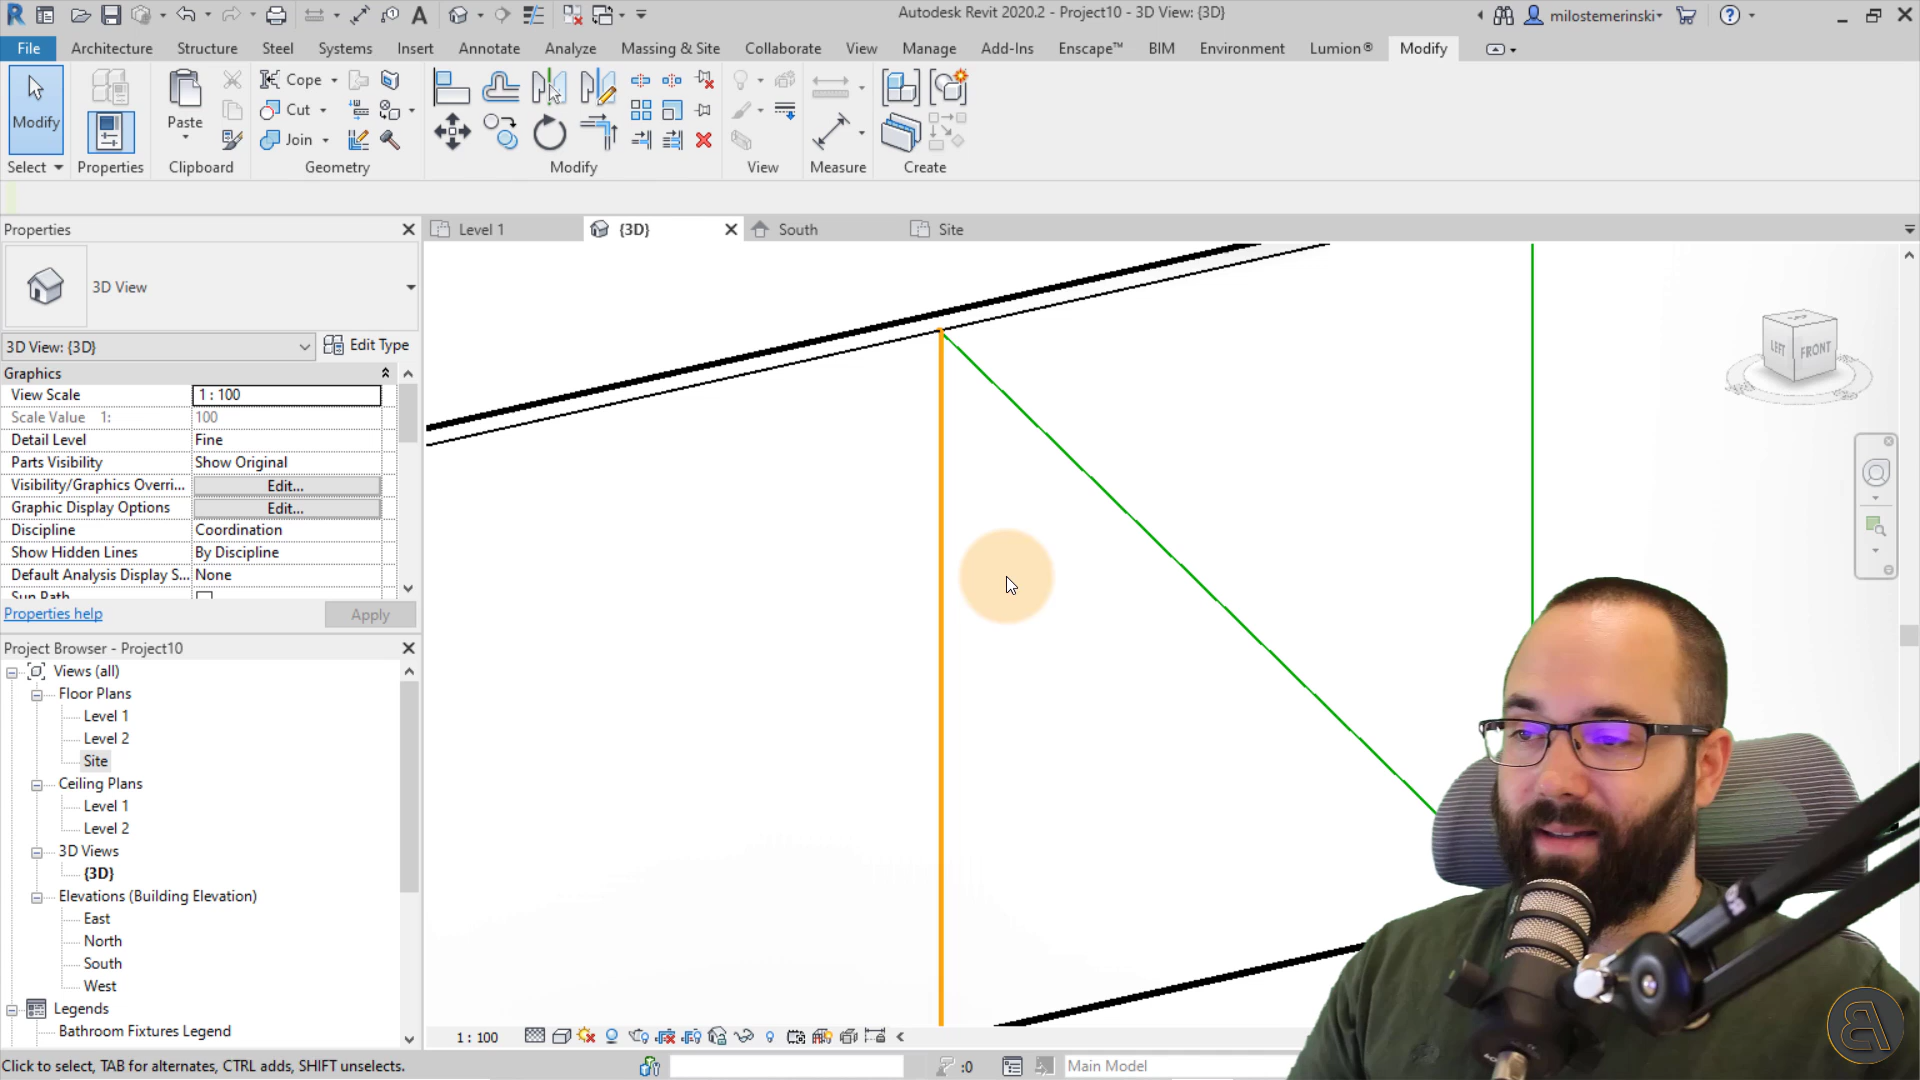 Autodesk Revit 2020.2 - Project10 - 3D View: {3D}
milostemerinski
File
Architecture
Structure
Steel
Systems
Insert
Annotate
Analyze
Massing & Site
Collaborate
View
Manage
Add-Ins
Enscape™
BIM
Environment
Lumion®
Modify
Modify
Paste
Cope
Cut
Join
Select
Properties
Clipboard
Geometry
Modify
View
Measure
Create
Properties
Level 1
{3D}
South
Site
3D View
3D View: {3D}
Edit Type
Graphics
View Scale
1 : 100
Scale Value 1:
100
Detail Level
Fine
Parts Visibility
Show Original
Visibility/Graphics Overri...
Edit...
Graphic Display Options
Edit...
Discipline
Coordination
Show Hidden Lines
By Discipline
Default Analysis Display S...
None
Sun Path
Properties help
Apply
LEFT
FRONT
Project Browser - Project10
Views (all)
Floor Plans
Level 1
Level 2
Site
Ceiling Plans
Level 1
Level 2
3D Views
{3D}
Elevations (Building Elevation)
East
North
South
West
Legends
Bathroom Fixtures Legend
1 : 100
Click to select, TAB for alternates, CTRL adds, SHIFT unselects.
:0
Main Model